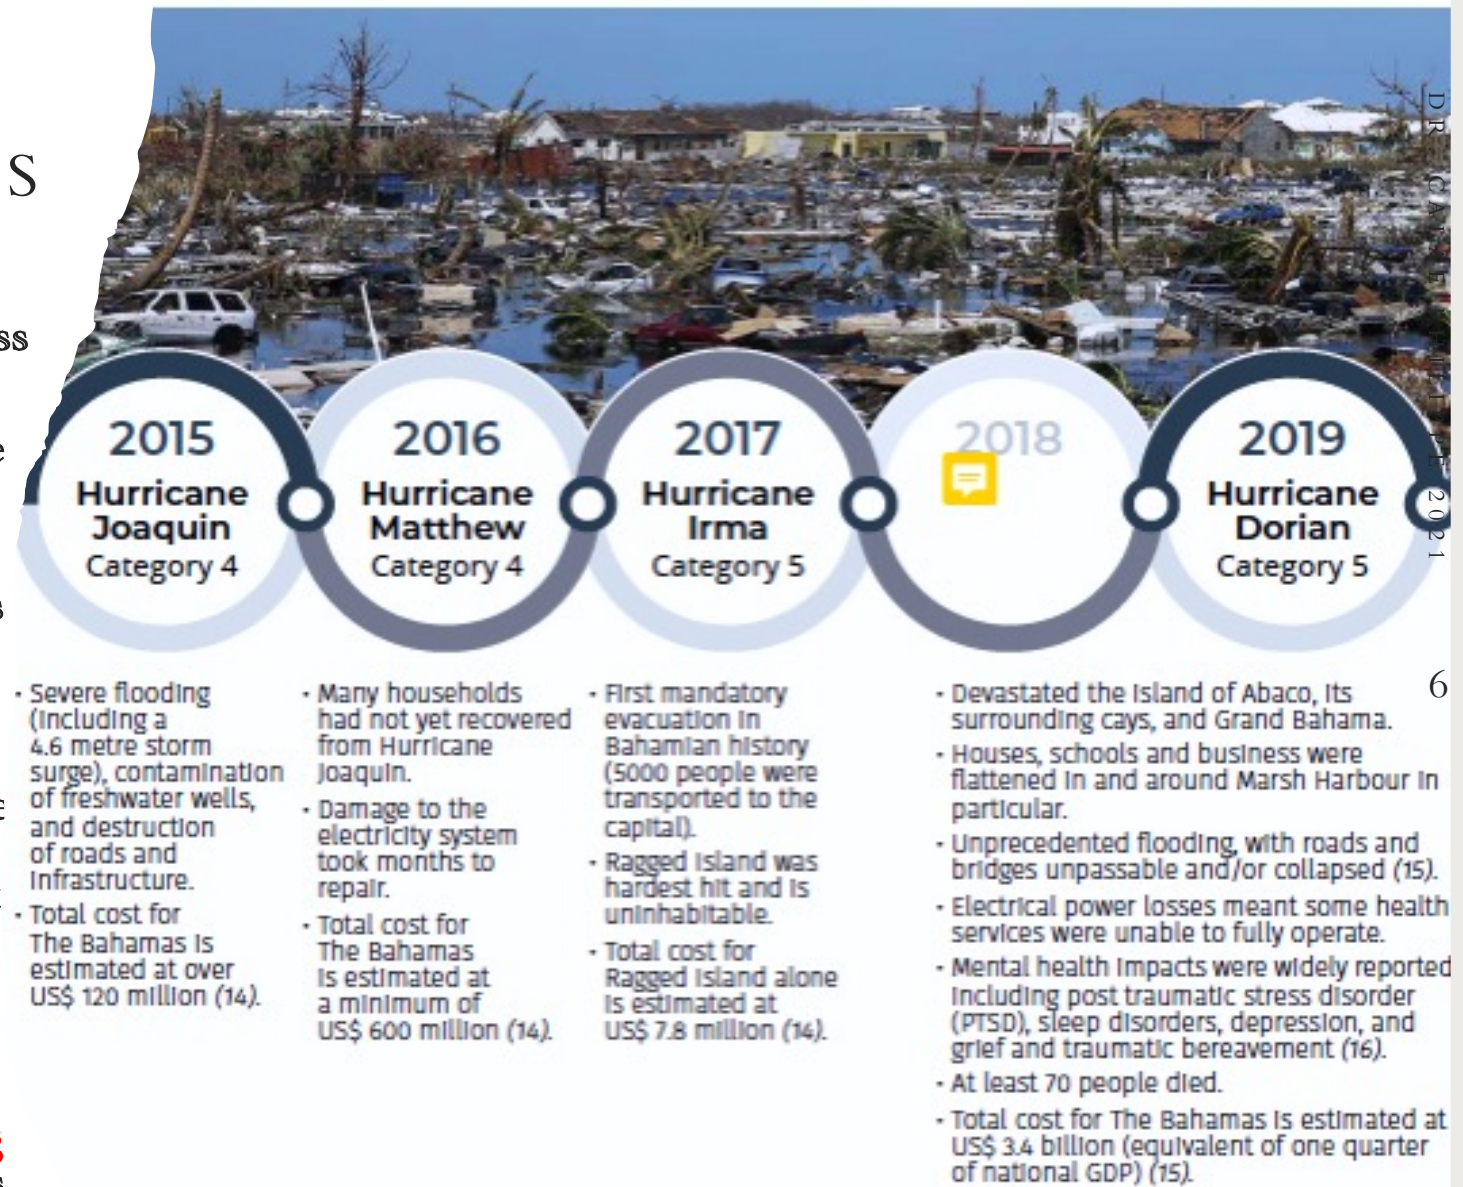 S
ss
e
s
2015
Hurricane
Joaquin
Category 4
2016
Hurricane
Matthew
Category 4
2017
Hurricane
Irma
Category 5
2018
2019
Hurricane
Dorian
Category 5
• Severe flooding
(including a
4.6 metre storm
surge), contamination
of freshwater wells,
and destruction
of roads and
infrastructure.
• Total cost for
The Bahamas is
estimated at over
US$ 120 million (14).
• Many households
had not yet recovered
from Hurricane
Joaquin.
• Damage to the
electricity system
took months to
repair.
• Total cost for
The Bahamas
is estimated at
a minimum of
US$ 600 million (14).
• First mandatory
evacuation in
Bahamian history
(5000 people were
transported to the
capital).
• Ragged Island was
hardest hit and is
uninhabitable.
• Total cost for
Ragged Island alone
is estimated at
US$ 7.8 million (14).
• Devastated the island of Abaco, its
surrounding cays, and Grand Bahama.
• Houses, schools and business were
flattened in and around Marsh Harbour in
particular.
• Unprecedented flooding, with roads and
bridges unpassable and/or collapsed (15).
• Electrical power losses meant some health
services were unable to fully operate.
• Mental health impacts were widely reported
including post traumatic stress disorder
(PTSD), sleep disorders, depression, and
grief and traumatic bereavement (16).
• At least 70 people died.
• Total cost for The Bahamas is estimated at
US$ 3.4 billion (equivalent of one quarter
of national GDP) (15).
DR 2021
6